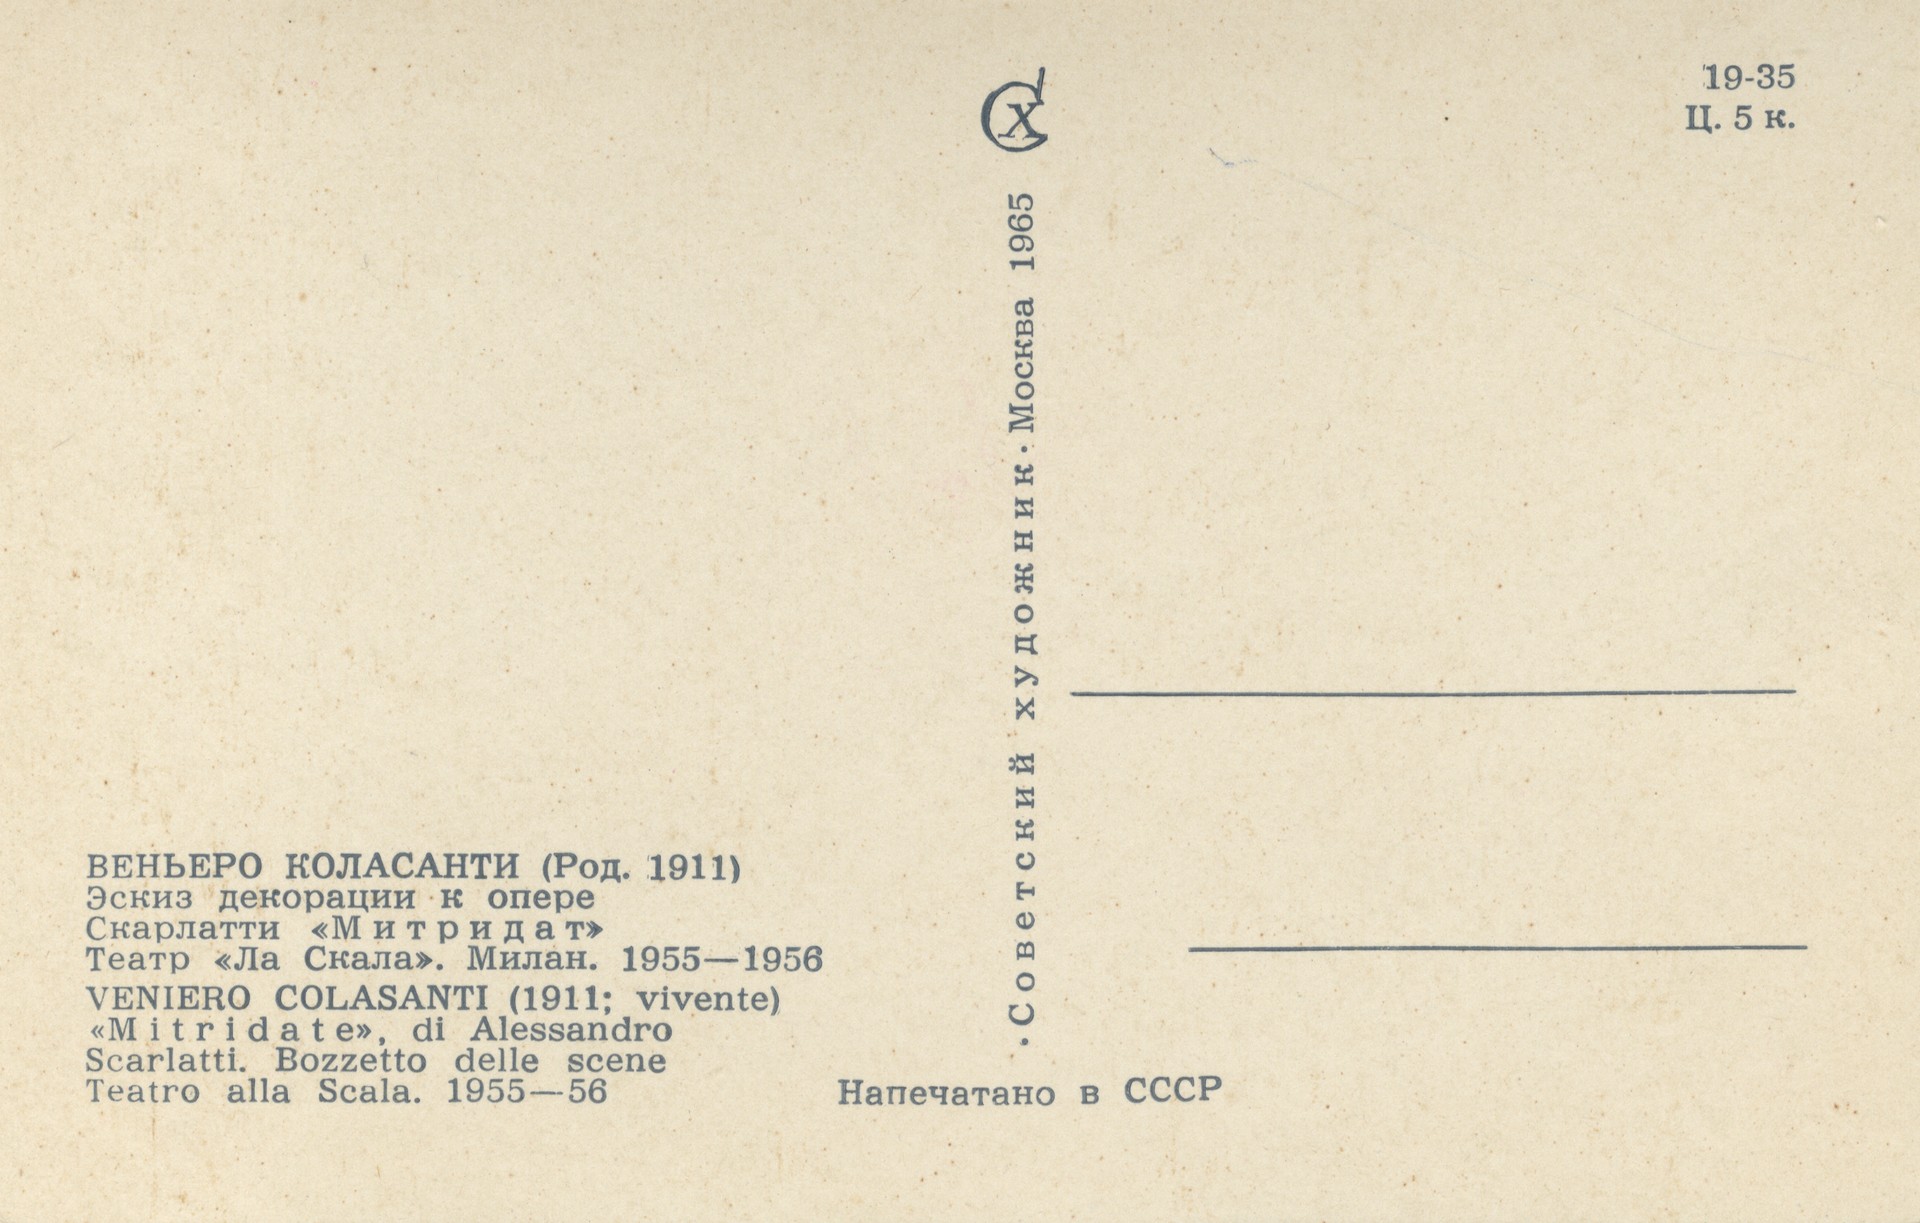 19-35
Ц. 5 к.
СХ
·Советский художник· Москва 1965
ВЕНЬЕРО КОЛАСАНТИ (Род. 1911)
Эскиз декорации к опере
Скарлатти «Митридат»
Театр «Ла Скала». Милан. 1955—1956
VENIERO COLASANTI (1911; vivente)
«Mitridate», di Alessandro
Scarlatti. Bozzetto delle scene
Teatro alla Scala. 1955—56
Напечатано в СССР